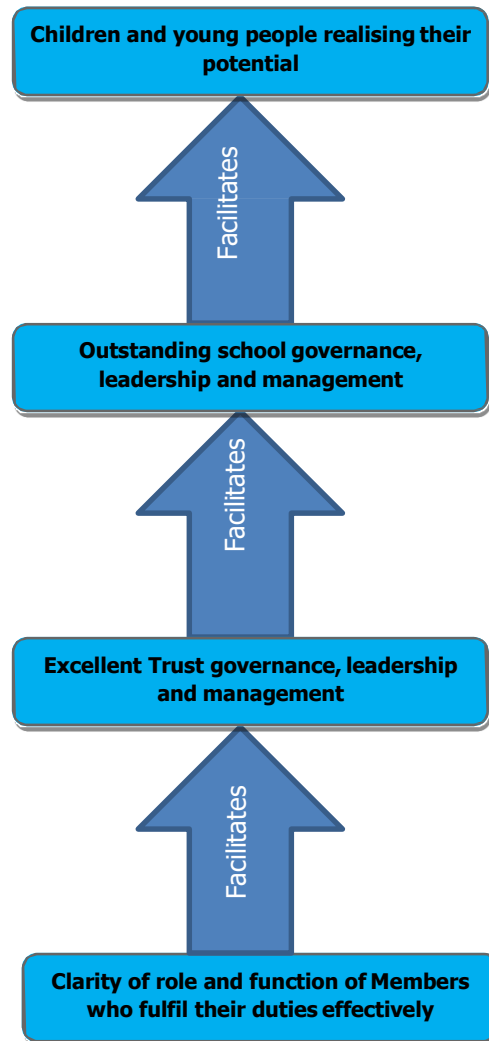 Children and young people realising their
potential
Facilitates
Outstanding school governance,
leadership and management
Facilitates
Excellent Trust governance, leadership
and management
Facilitates
Clarity of role and function of Members
who fulfil their duties effectively